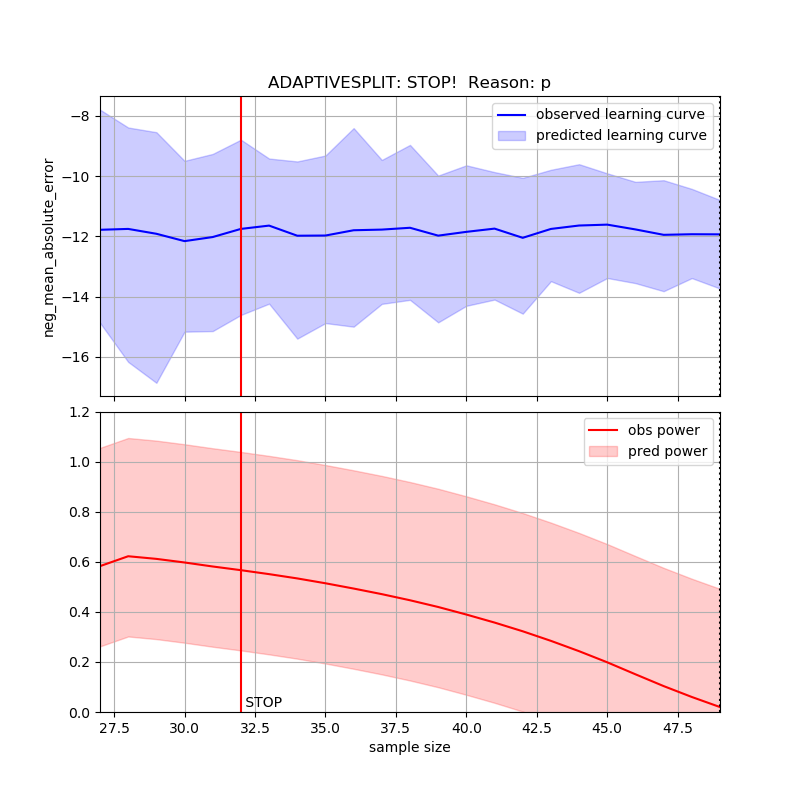 ADAPTIVESPLIT: STOP!  Reason: p
observed learning curve
predicted learning curve
neg_mean_absolute_error
−8
−10
−12
−14
−16
obs power
pred power
1.2
1.0
0.8
0.6
0.4
0.2
0.0
STOP
27.5 30.0 32.5 35.0 37.5 40.0 42.5 45.0 47.5
sample size